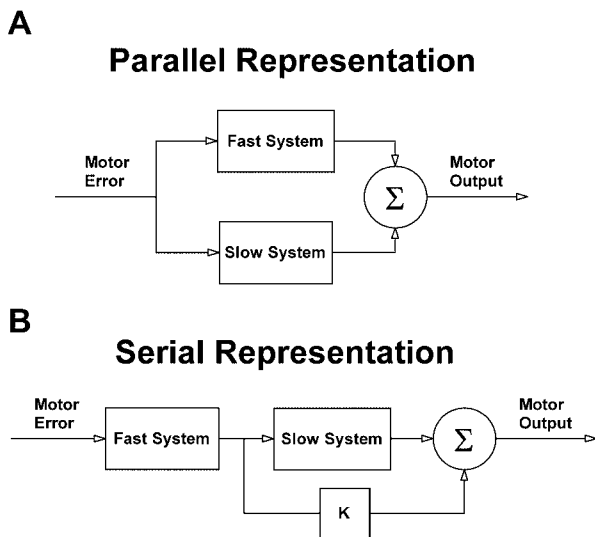 A
Parallel Representation
Fast System
Motor
Error
Motor
Output
Σ
Slow System
B
Serial Representation
Motor
Error
Fast System
Slow System
Σ
Motor
Output
K